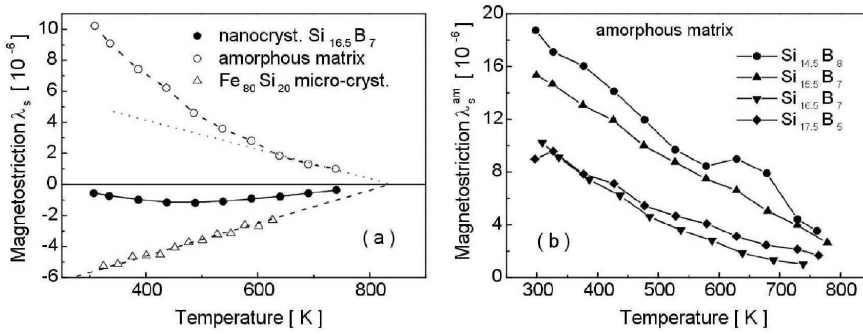 Magnetostriction λs [ 10⁻⁶ ]
10
8
6
4
2
0
-2
-4
-6
nanocryst. Si₁₆.₅B₇
amorphous matrix
Fe₈₀Si₂₀ micro-cryst.
( a )
400
600
800
Temperature [ K ]
Magnetostriction λsᵃᵐ [ 10⁻⁶ ]
20
16
12
8
4
0
amorphous matrix
Si₁₄.₅B₈
Si₁₅.₅B₇
Si₁₆.₅B₇
Si₁₇.₅B₅
( b )
300
400
500
600
700
800
Temperature [ K ]